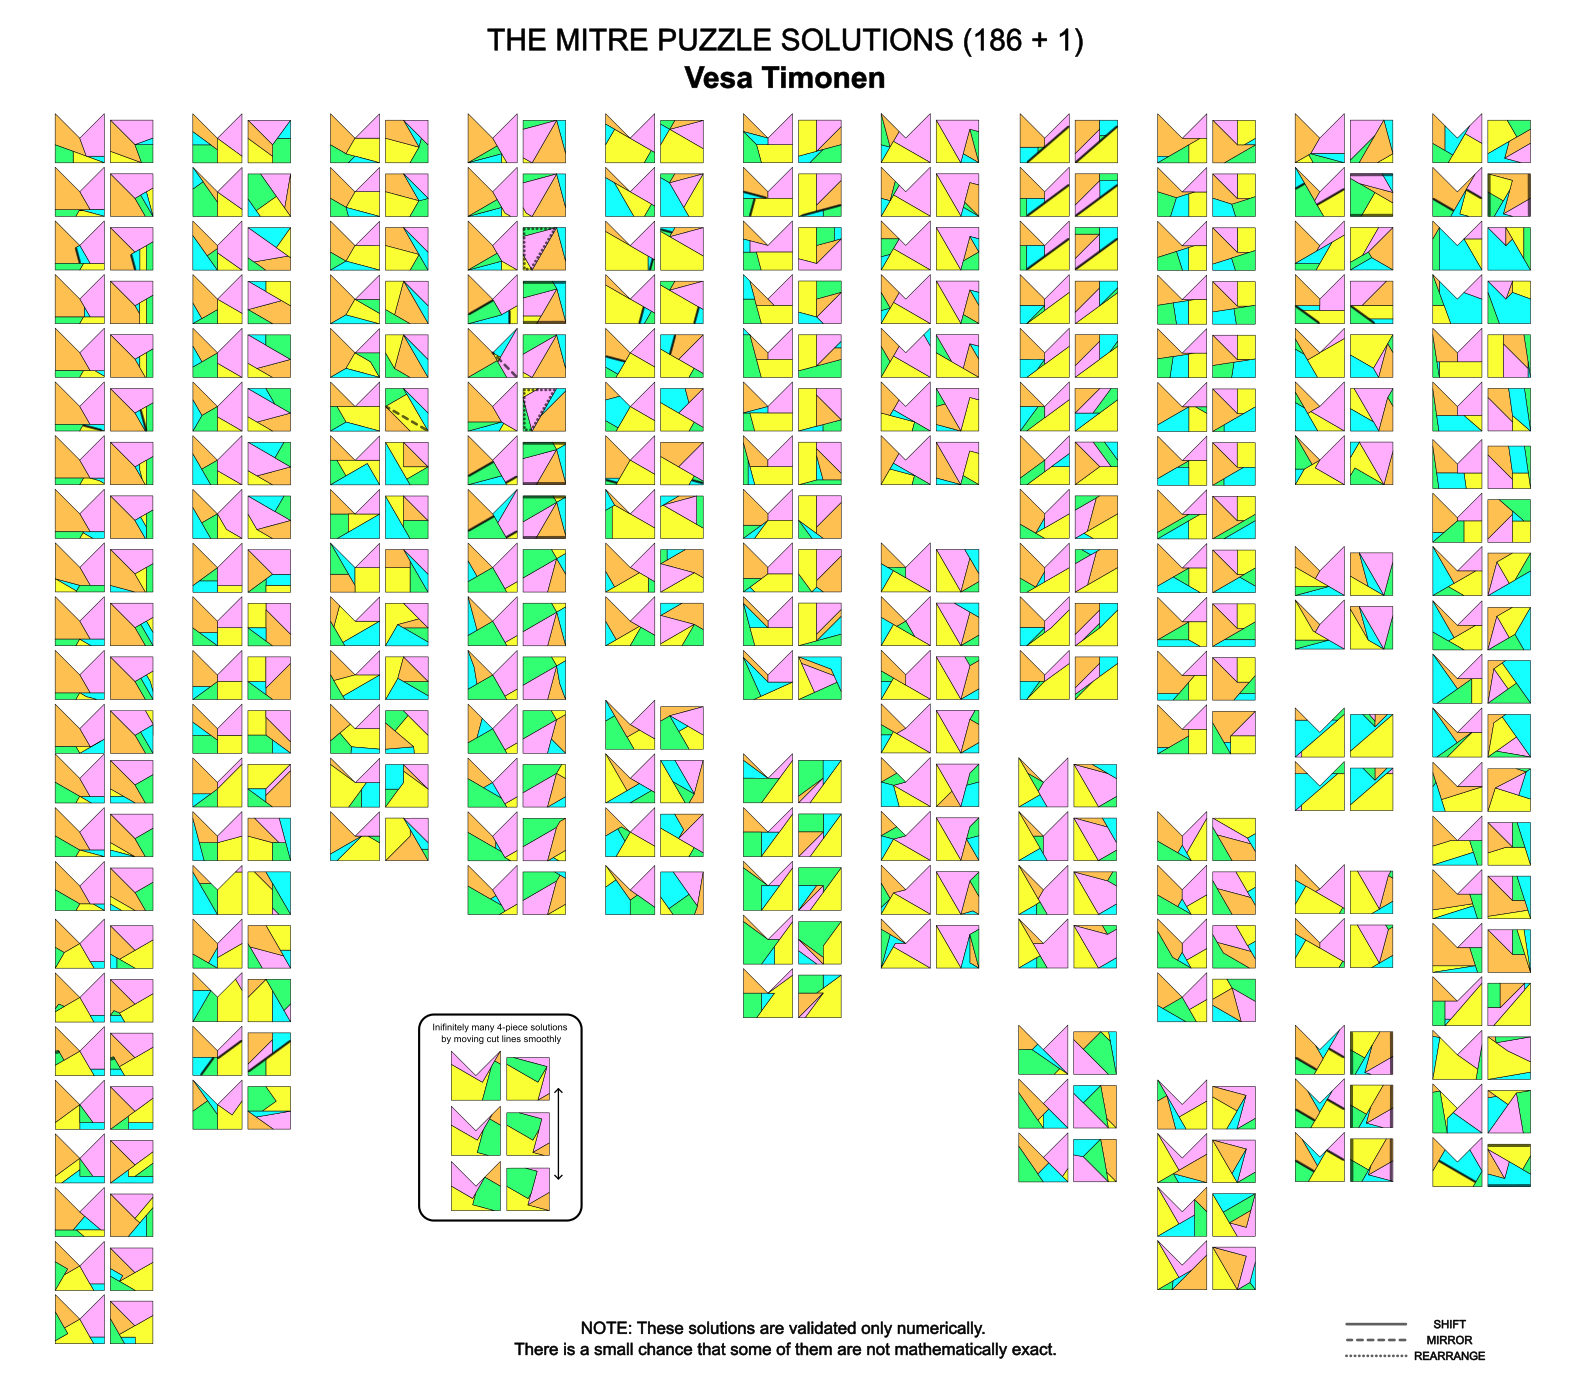 THE MITRE PUZZLE SOLUTIONS (186 + 1)
Vesa Timonen
Inifinitely many 4-piece solutions
by moving cut lines smoothly
NOTE: These solutions are validated only numerically.
There is a small chance that some of them are not mathematically exact.
SHIFT
MIRROR
REARRANGE